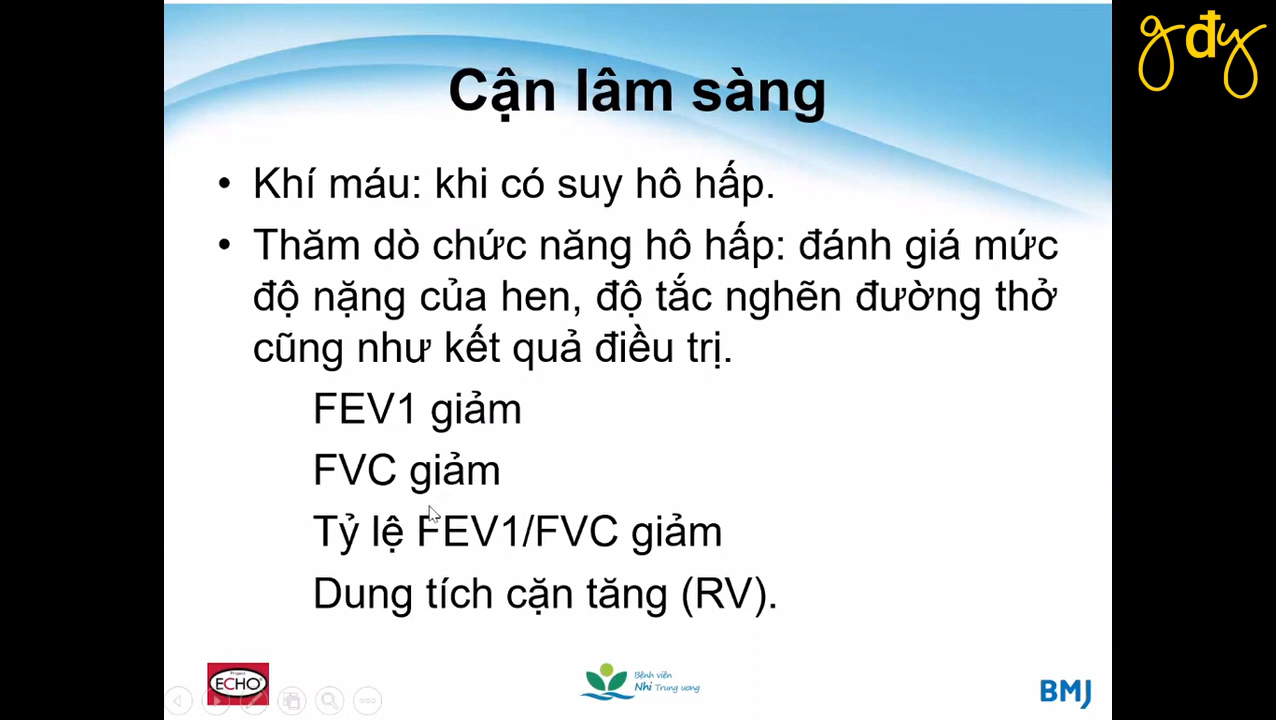 gđy
Cận lâm sàng
• Khí máu: khi có suy hô hấp.
• Thăm dò chức năng hô hấp: đánh giá mức
độ nặng của hen, độ tắc nghẽn đường thở
cũng như kết quả điều trị.
FEV1 giảm
FVC giảm
Tỷ lệ FEV1/FVC giảm
Dung tích cặn tăng (RV).
Project
ECHO
Bệnh viện
Nhi Trung ương
BMJ